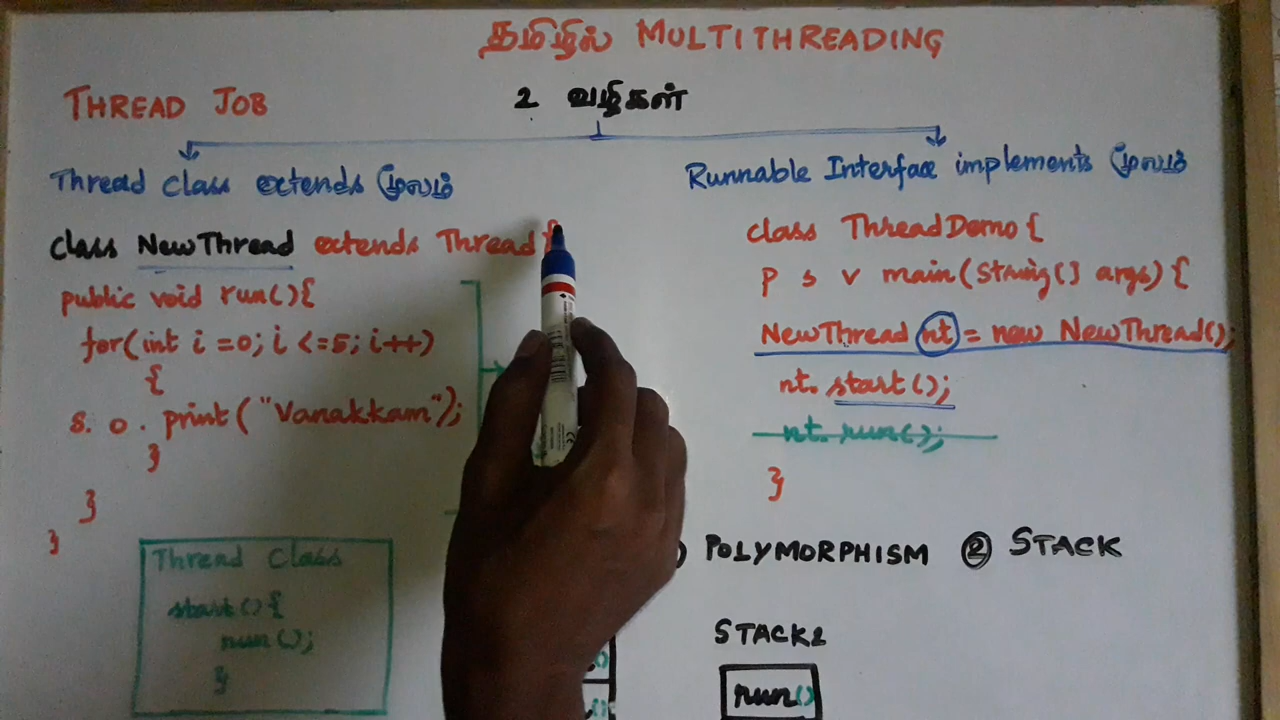 தமிழில் MULTITHREADING
THREAD JOB
2 வழிகள்
Thread class extends மூலம்
Runnable Interface implements மூலம்
class NewThread extends Thread {
public void run(){
for(int i =0; i <=5; i++)
{
s. o. print ("Vanakkam");
}
}
}
class ThreadDemo {
p s v main(String[] args) {
NewThread nt = new NewThread();
nt. start ();
nt. run();
}
Thread Class
start () {
run ();
}
POLYMORPHISM ② STACK
STACK2
run()